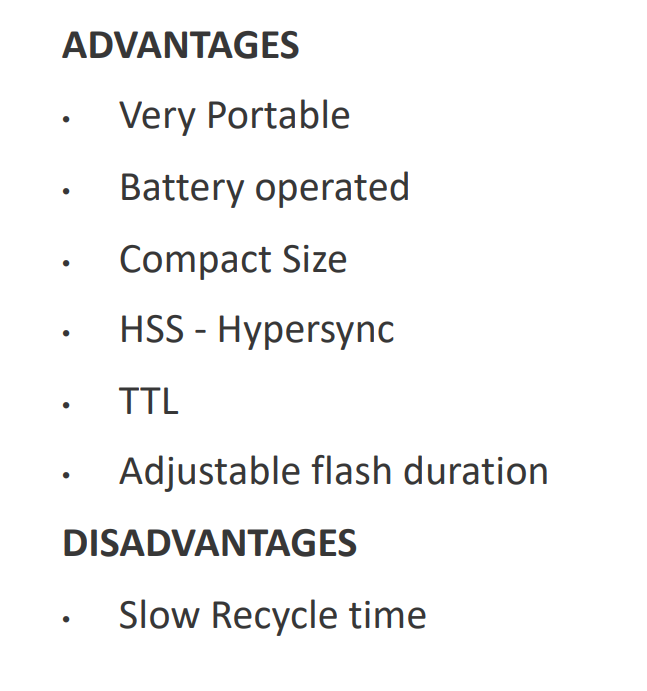 ADVANTAGES
• Very Portable
• Battery operated
• Compact Size
• HSS - Hypersync
• TTL
• Adjustable flash duration
DISADVANTAGES
• Slow Recycle time